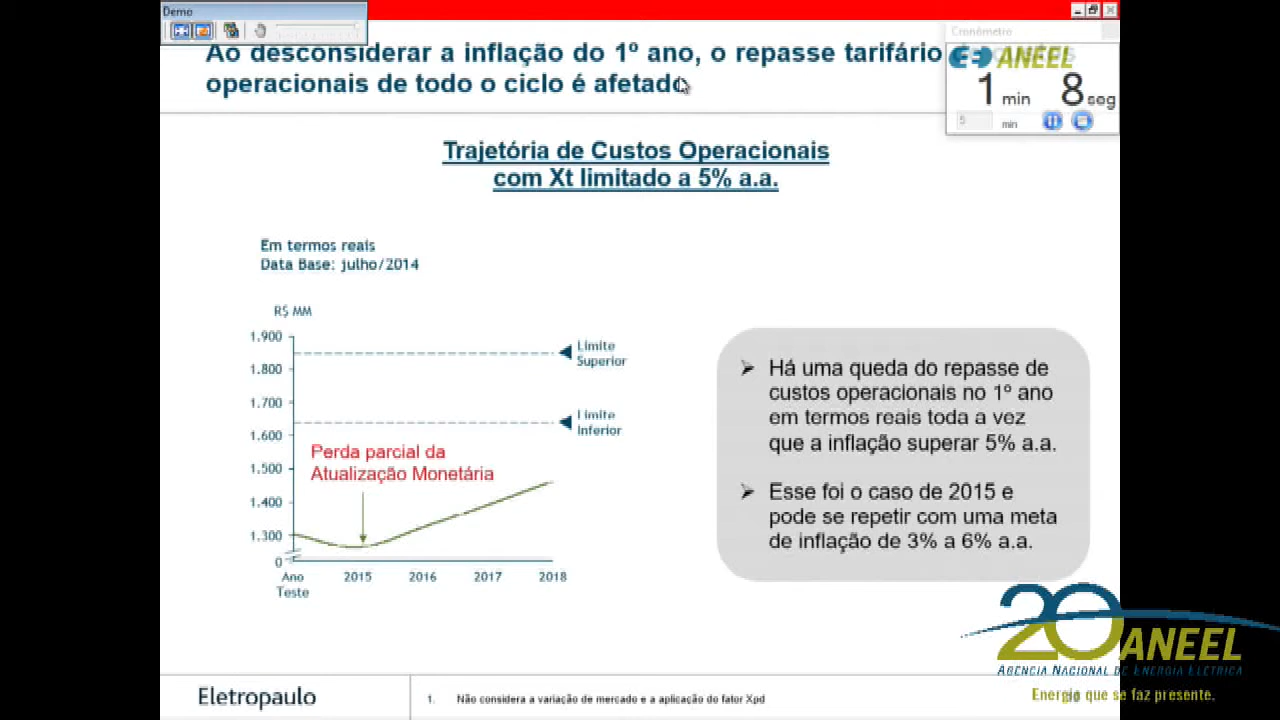 Demo
Cronômetro
ANEEL
1 min 8 seg
5 min
Ao desconsiderar a inflação do 1º ano, o repasse tarifário
operacionais de todo o ciclo é afetado
Trajetória de Custos Operacionais
com Xt limitado a 5% a.a.
Em termos reais
Data Base: julho/2014
R$ MM
1.900
1.800
1.700
1.600
1.500
1.400
1.300
0
Limite
Superior
Limite
Inferior
Perda parcial da
Atualização Monetária
Ano
Teste
2015
2016
2017
2018
Há uma queda do repasse de
custos operacionais no 1º ano
em termos reais toda a vez
que a inflação superar 5% a.a.
Esse foi o caso de 2015 e
pode se repetir com uma meta
de inflação de 3% a 6% a.a.
20 ANEEL
AGÊNCIA NACIONAL DE ENERGIA ELÉTRICA
Energia que se faz presente.
Eletropaulo
1. Não considera a variação de mercado e a aplicação do fator Xpd